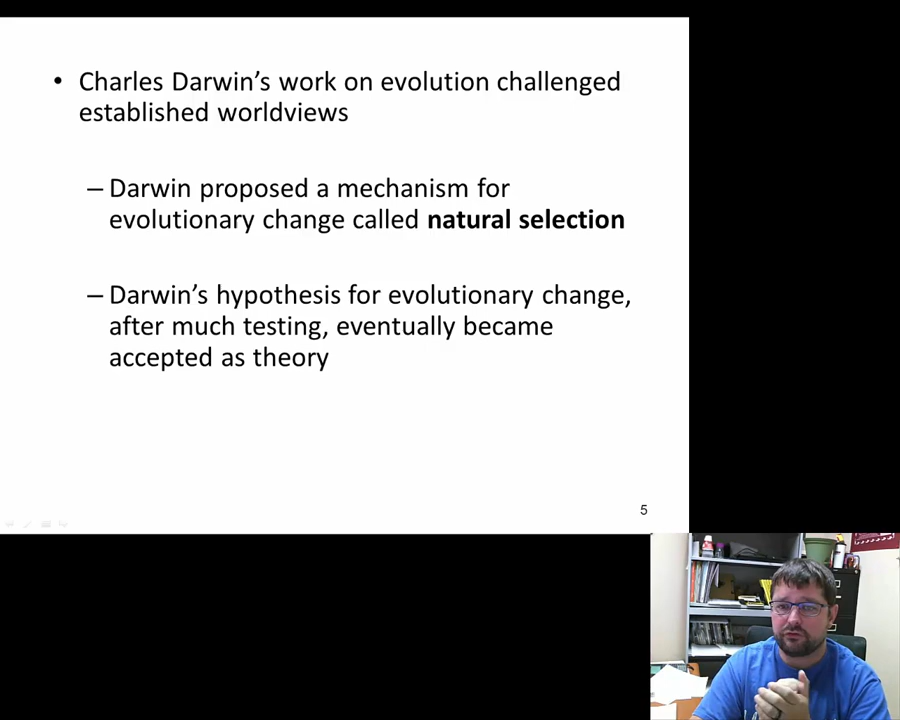 • Charles Darwin’s work on evolution challenged
established worldviews
– Darwin proposed a mechanism for
evolutionary change called natural selection
– Darwin’s hypothesis for evolutionary change,
after much testing, eventually became
accepted as theory
5